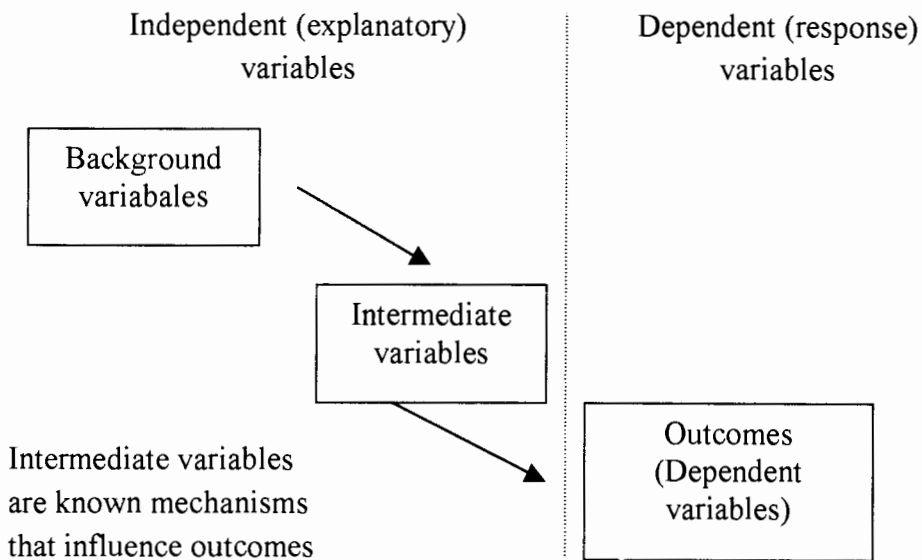 Independent (explanatory)
variables
Dependent (response)
variables
Background
variabales
Intermediate
variables
Outcomes
(Dependent
variables)
Intermediate variables
are known mechanisms
that influence outcomes